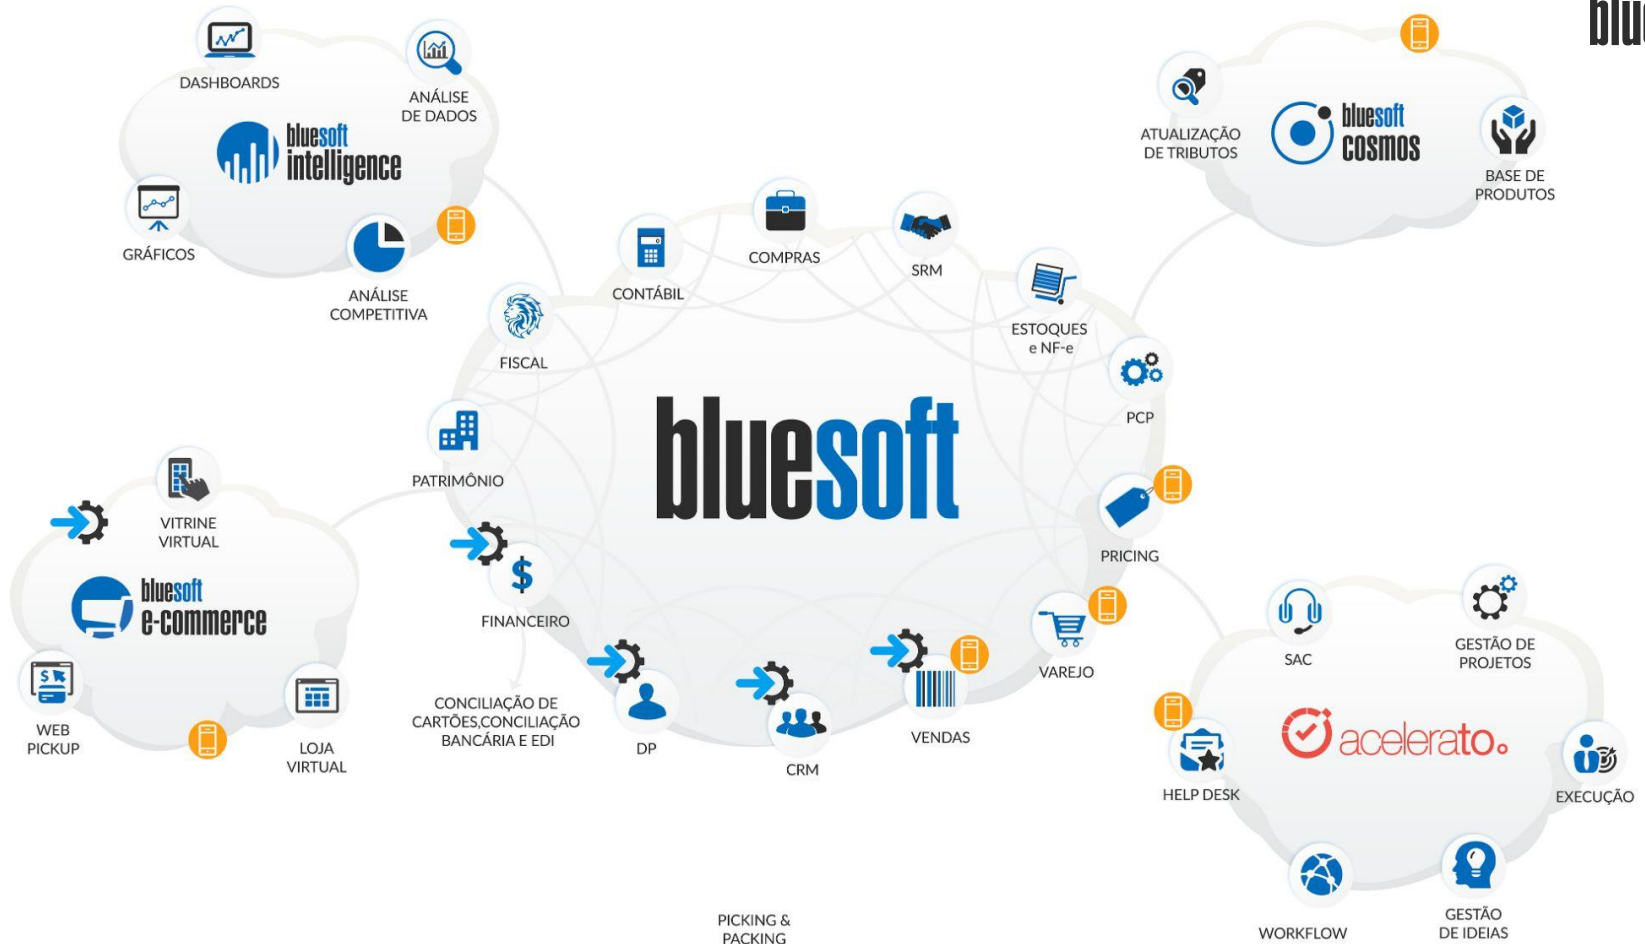 blue
DASHBOARDS
ANÁLISE
DE DADOS
bluesoft
intelligence
GRÁFICOS
ANÁLISE
COMPETITIVA
ATUALIZAÇÃO
DE TRIBUTOS
bluesoft
cosmos
BASE DE
PRODUTOS
COMPRAS
SRM
CONTÁBIL
ESTOQUES
e NF-e
FISCAL
PCP
PATRIMÔNIO
bluesoft
PRICING
$
FINANCEIRO
VAREJO
CONCILIAÇÃO DE
CARTÕES,CONCILIAÇÃO
BANCÁRIA E EDI
DP
CRM
VENDAS
VITRINE
VIRTUAL
bluesoft
e-commerce
$
WEB
PICKUP
LOJA
VIRTUAL
SAC
GESTÃO DE
PROJETOS
acelerato.
HELP DESK
EXECUÇÃO
WORKFLOW
GESTÃO
DE IDEIAS
PICKING &
PACKING